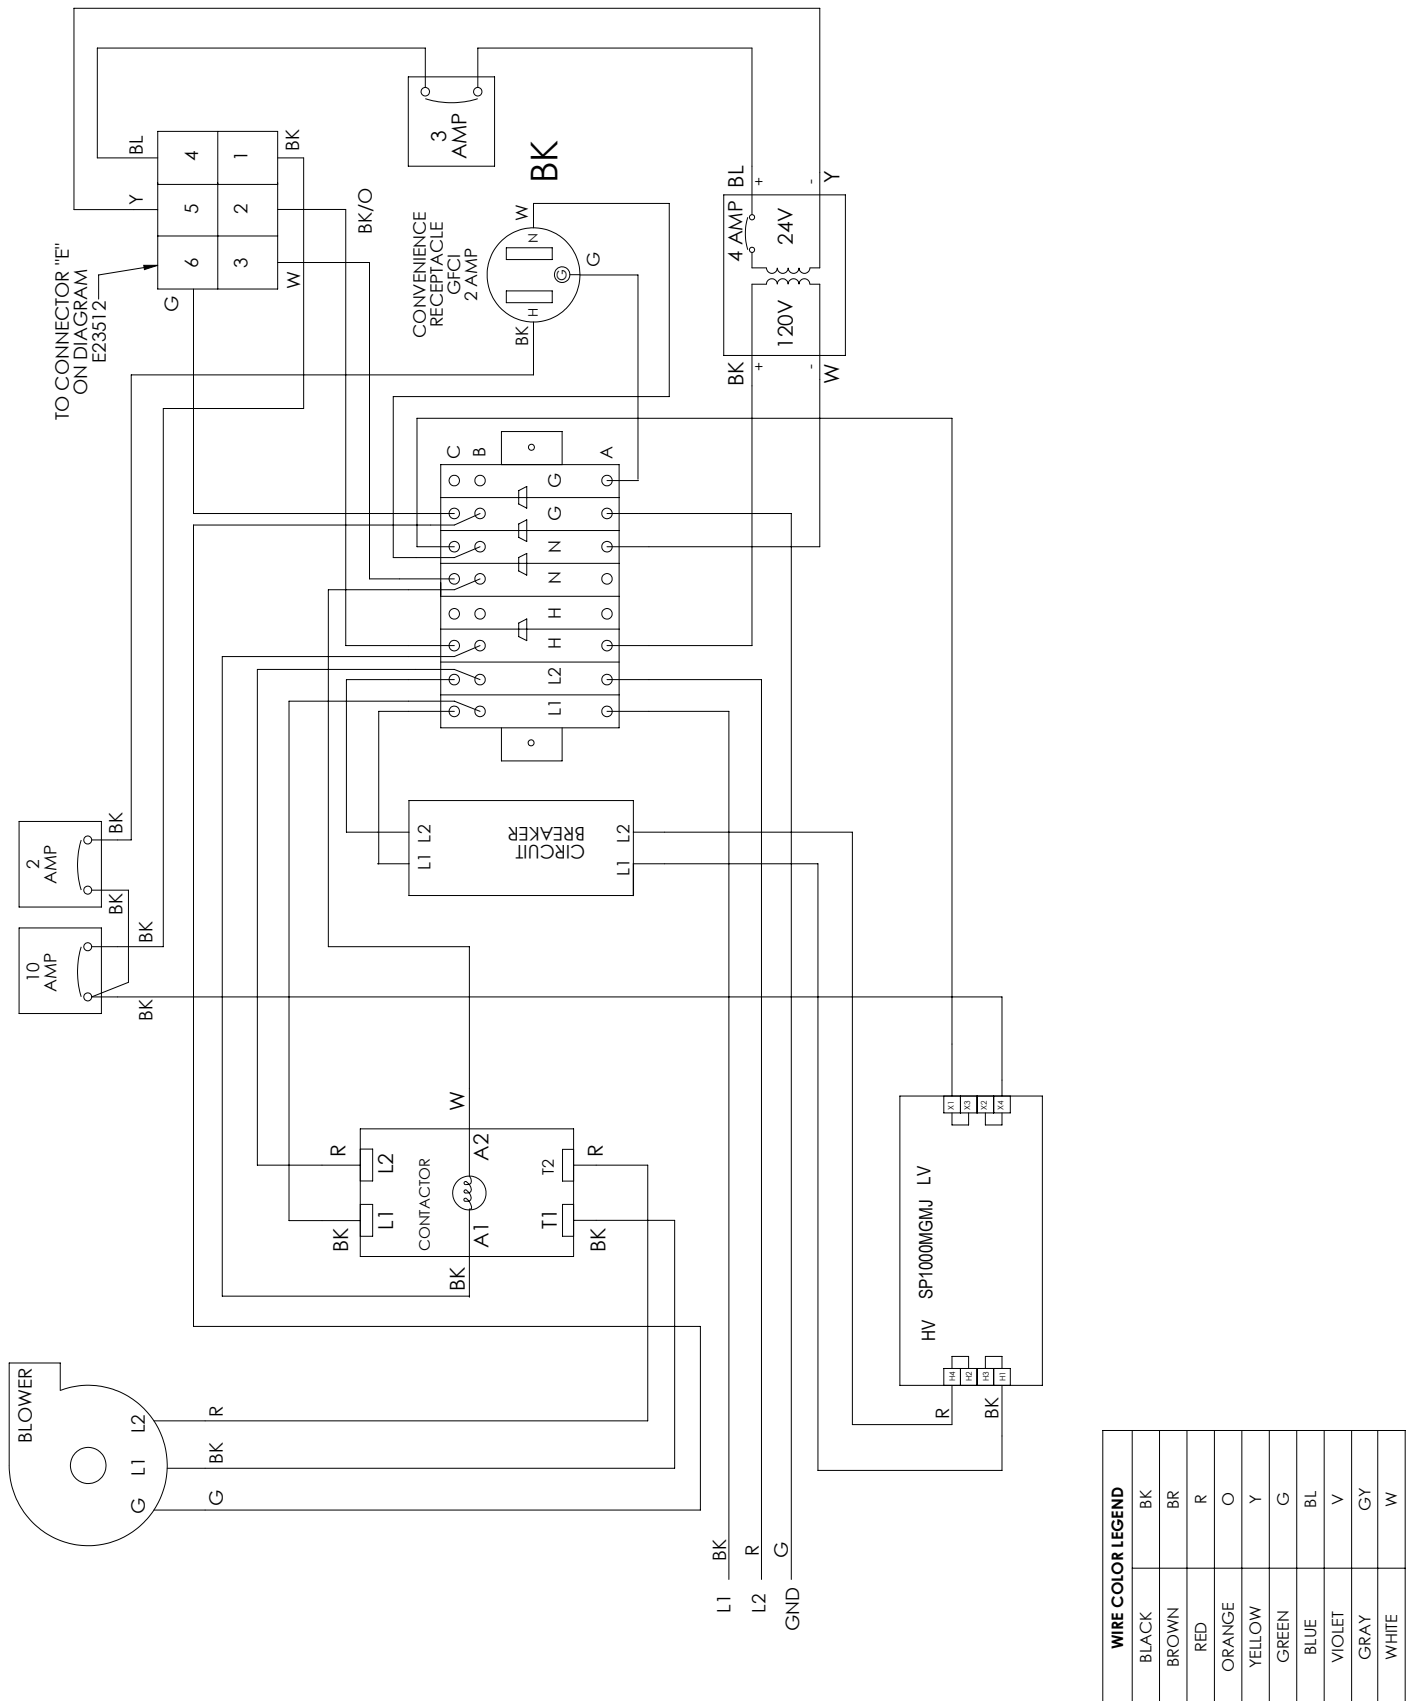 BL
Y
4
1
BK
5
2
6
3
W
G
BK/O
TO CONNECTOR "E"
ON DIAGRAM
E23512
3
AMP
BK
CONVENIENCE
RECEPTACLE
GFCI
2 AMP
W
N
G
G
H
BK
BL
+
-
Y
4 AMP
24V
120V
BK
+
-
W
C
B
A
G
G
N
N
H
H
L2
L1
2
AMP
BK
BK
10
AMP
BK
BK
L2
L1
CIRCUIT
BREAKER
L2
L1
W
R
L2
A2
T2
R
CONTACTOR
BK
L1
A1
T1
BK
BK
X1
X3
X2
X4
HV SP1000MGMJ LV
H4
H2
H3
H1
R
BK
BLOWER
L2
R
L1
BK
G
G
L1
BK
L2
R
GND
G
WIRE COLOR LEGEND
BLACK BK
BROWN BR
RED R
ORANGE O
YELLOW Y
GREEN G
BLUE BL
VIOLET V
GRAY GY
WHITE W